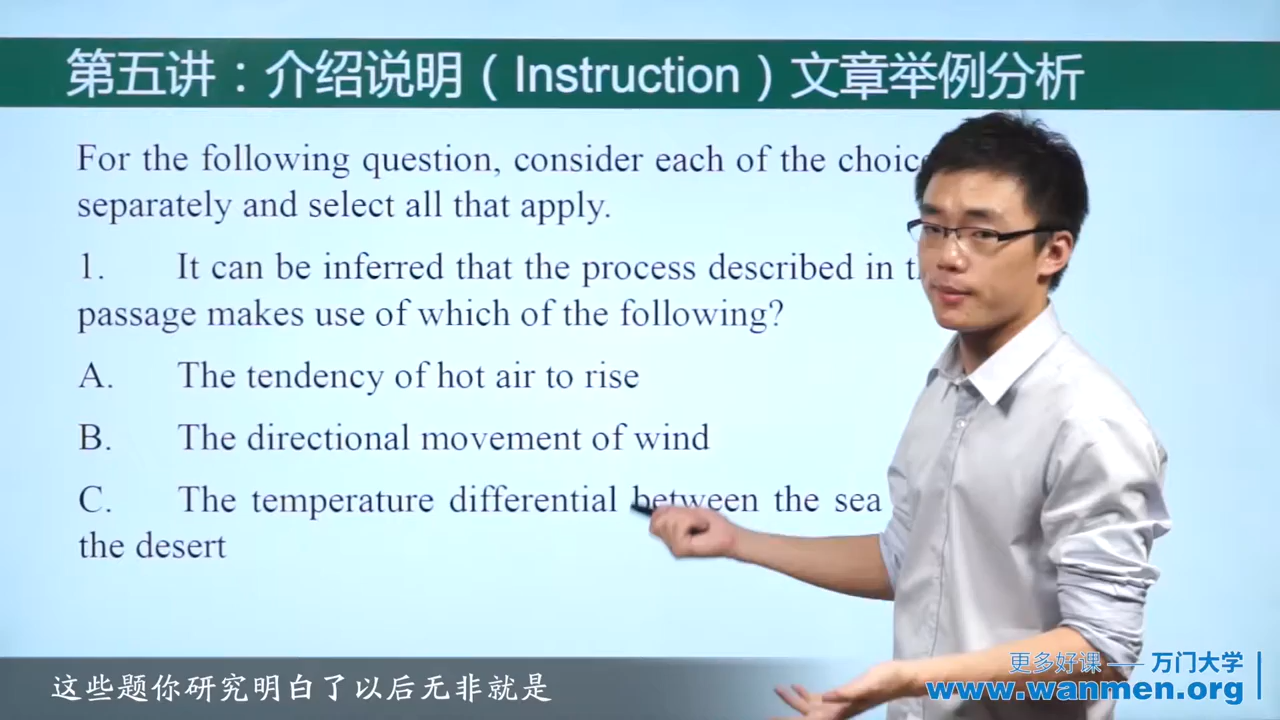 第五讲：介绍说明（Instruction）文章举例分析
For the following question, consider each of the
separately and select all that apply.
1. It can be inferred that the process described in
passage makes use of which of the following?
A. The tendency of hot air to rise
B. The directional movement of wind
C. The temperature differential between the sea
the desert
这些题你研究明白了以后无非就是
更多好课 —— 万门大学
www.wanmen.org